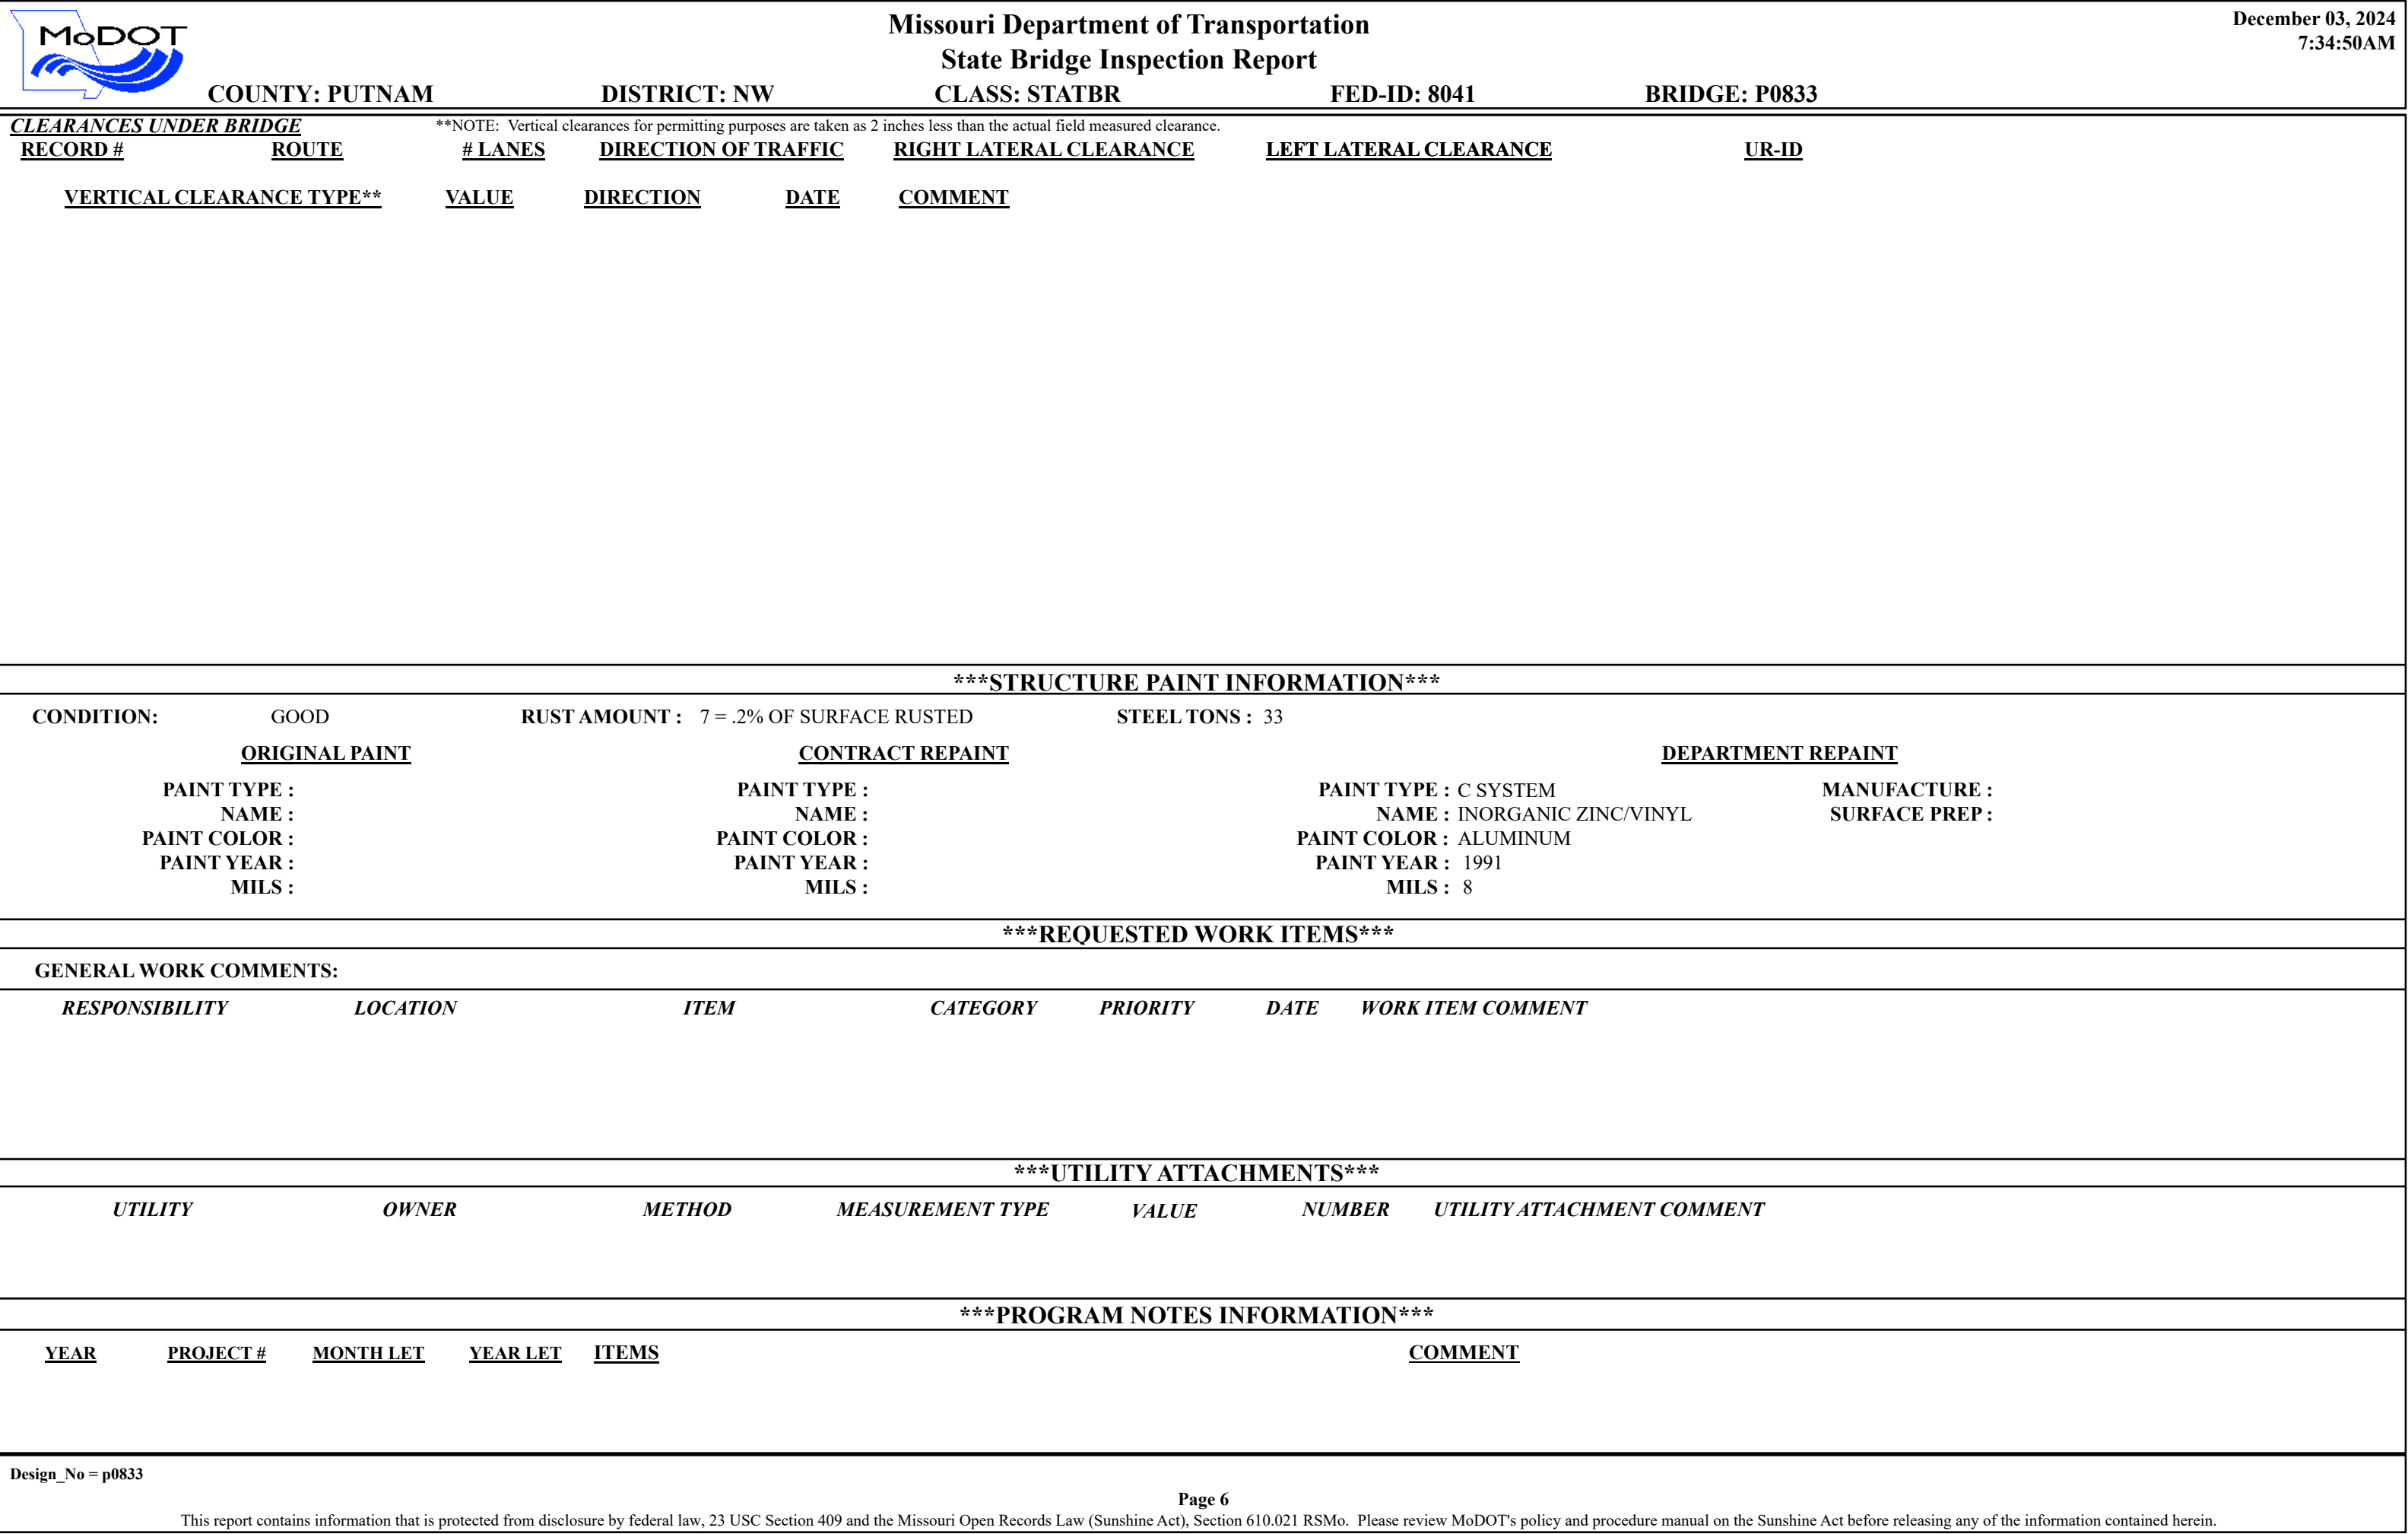 MoDOT
Missouri Department of Transportation
State Bridge Inspection Report
December 03, 2024
7:34:50AM
COUNTY: PUTNAM DISTRICT: NW CLASS: STATBR FED-ID: 8041 BRIDGE: P0833
CLEARANCES UNDER BRIDGE **NOTE: Vertical clearances for permitting purposes are taken as 2 inches less than the actual field measured clearance.
RECORD # ROUTE # LANES DIRECTION OF TRAFFIC RIGHT LATERAL CLEARANCE LEFT LATERAL CLEARANCE UR-ID
VERTICAL CLEARANCE TYPE** VALUE DIRECTION DATE COMMENT
***STRUCTURE PAINT INFORMATION***
CONDITION: GOOD RUST AMOUNT : 7 = .2% OF SURFACE RUSTED STEEL TONS : 33
ORIGINAL PAINT CONTRACT REPAINT DEPARTMENT REPAINT
PAINT TYPE : PAINT TYPE : PAINT TYPE : C SYSTEM MANUFACTURE :
NAME : NAME : NAME : INORGANIC ZINC/VINYL SURFACE PREP :
PAINT COLOR : PAINT COLOR : PAINT COLOR : ALUMINUM
PAINT YEAR : PAINT YEAR : PAINT YEAR : 1991
MILS : MILS : MILS : 8
***REQUESTED WORK ITEMS***
GENERAL WORK COMMENTS:
RESPONSIBILITY LOCATION ITEM CATEGORY PRIORITY DATE WORK ITEM COMMENT
***UTILITY ATTACHMENTS***
UTILITY OWNER METHOD MEASUREMENT TYPE VALUE NUMBER UTILITY ATTACHMENT COMMENT
***PROGRAM NOTES INFORMATION***
YEAR PROJECT # MONTH LET YEAR LET ITEMS COMMENT
Design_No = p0833
Page 6
This report contains information that is protected from disclosure by federal law, 23 USC Section 409 and the Missouri Open Records Law (Sunshine Act), Section 610.021 RSMo. Please review MoDOT's policy and procedure manual on the Sunshine Act before releasing any of the information contained herein.